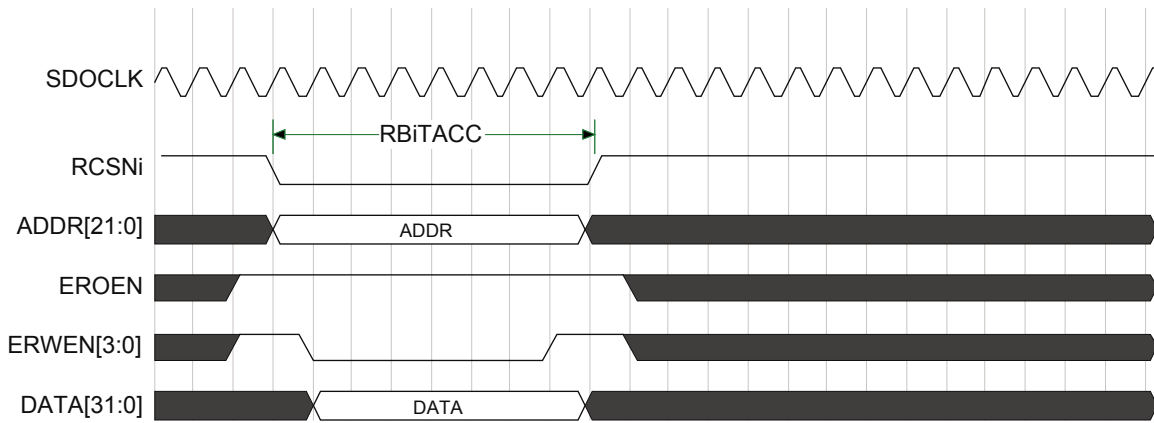 SDOCLK
RBiTACC
RCSNi
ADDR[21:0]
ADDR
EROEN
ERWEN[3:0]
DATA[31:0]
DATA